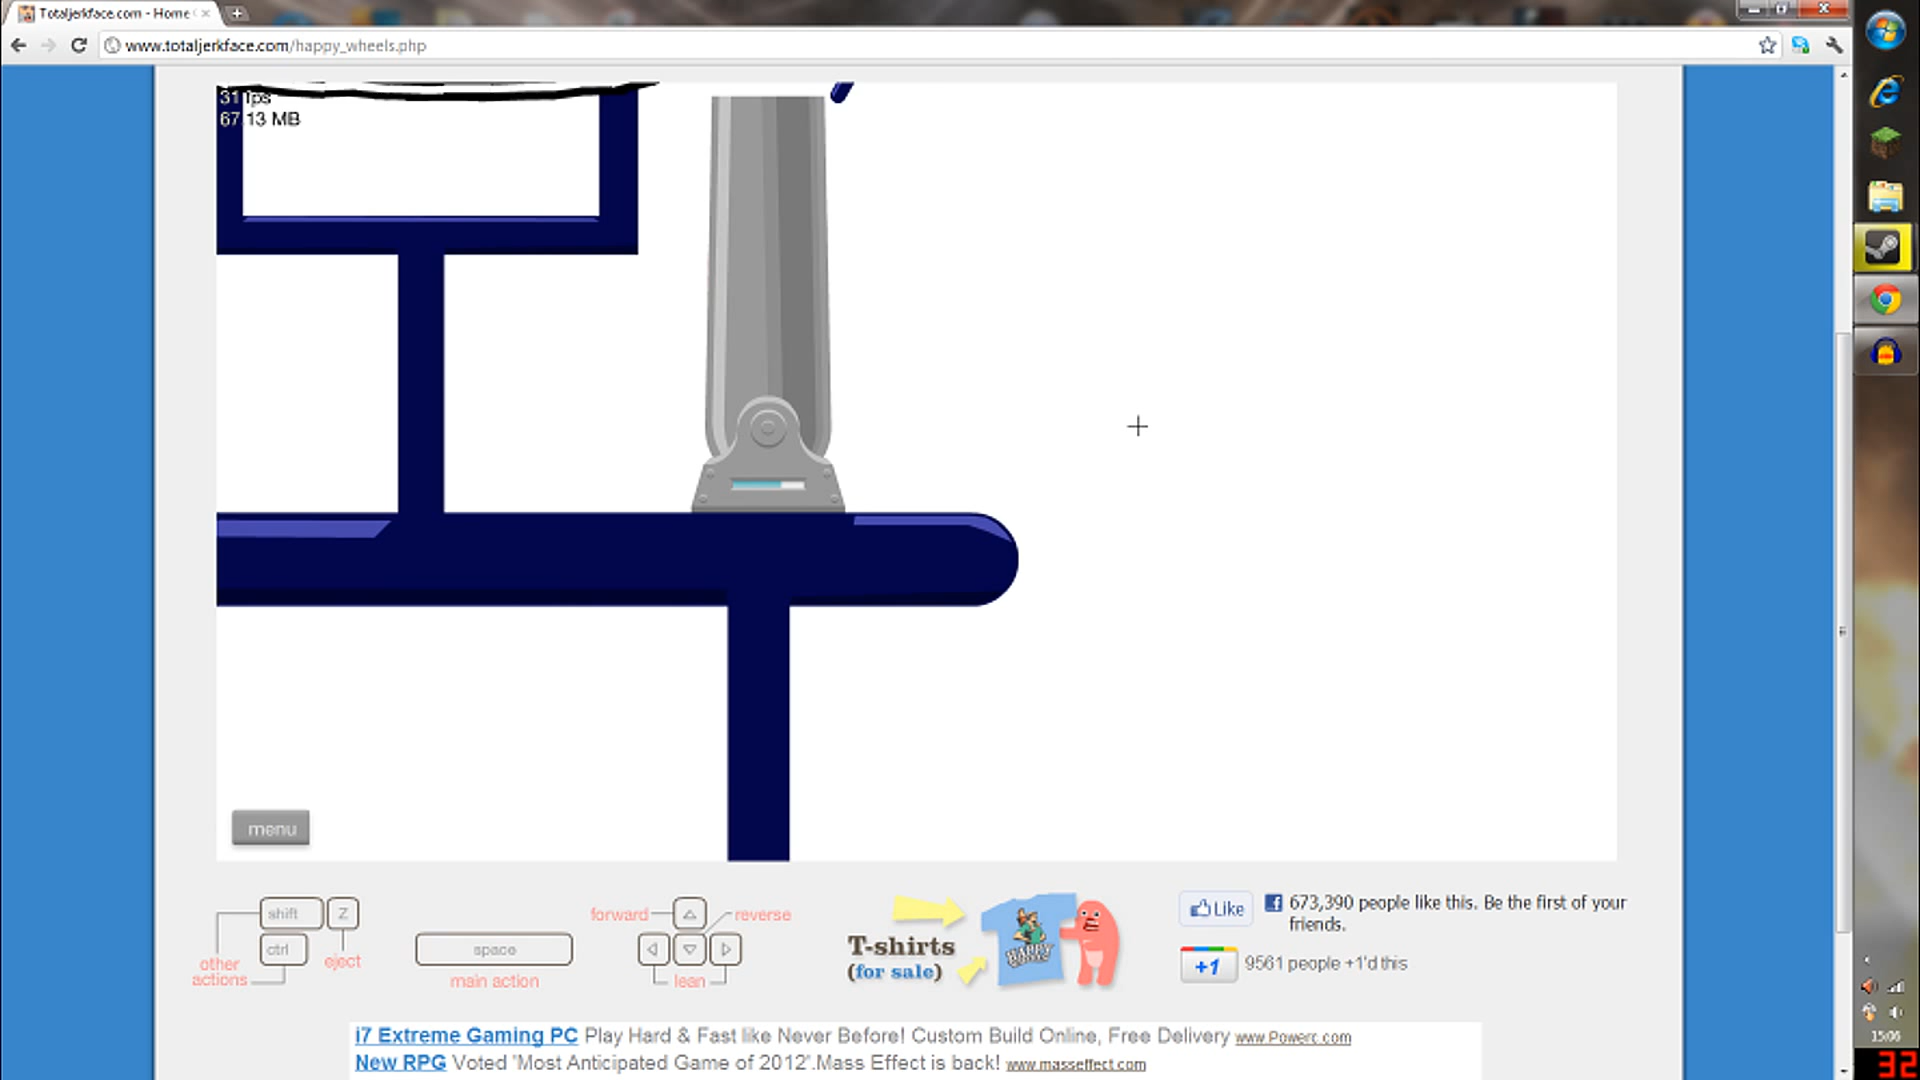 Totaljerkface.com - Home
www.totaljerkface.com/happy_wheels.php
31 fps
67.13 MB
menu
shift
Z
ctrl
other
actions
eject
space
main action
forward
reverse
lean
T-shirts
(for sale)
HAPPY
WHEELS
Like
673,390 people like this. Be the first of your
friends.
+1
9561 people +1'd this
i7 Extreme Gaming PC Play Hard & Fast like Never Before! Custom Build Online, Free Delivery www.Powerc.com
New RPG Voted 'Most Anticipated Game of 2012'.Mass Effect is back! www.masseffect.com
15:06
32